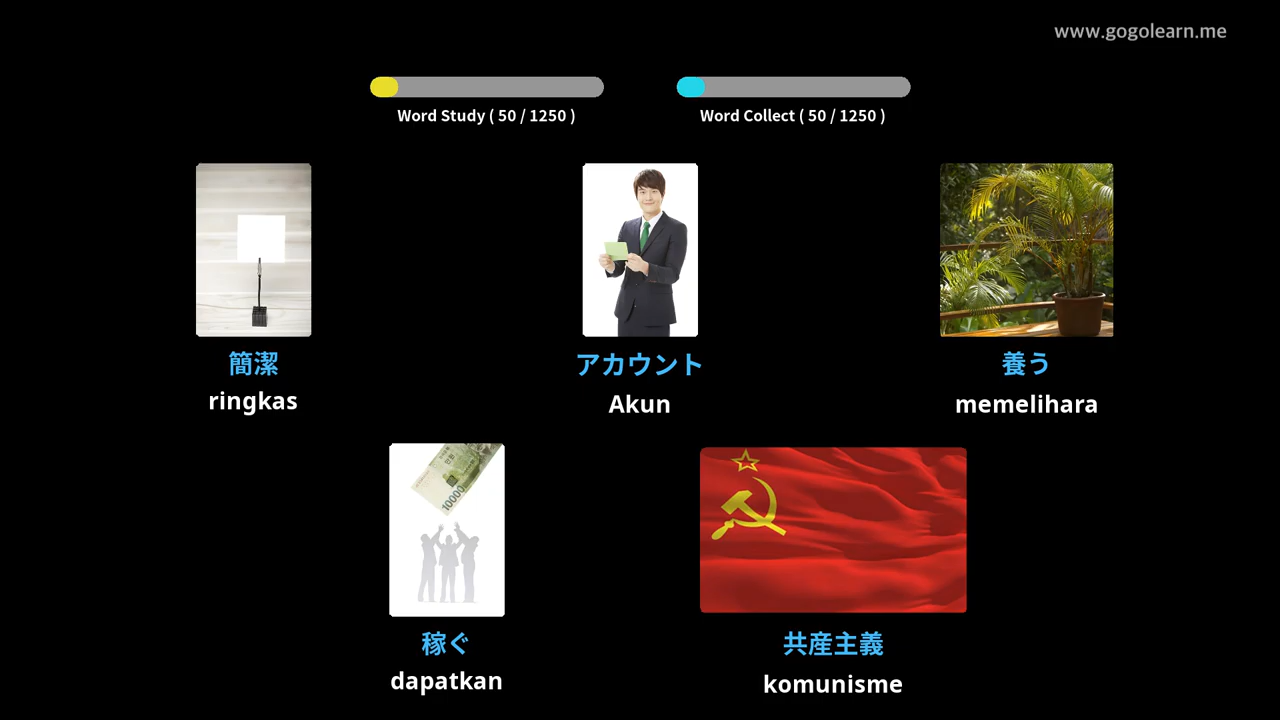 www.gogolearn.me
Word Study ( 50 / 1250 )
Word Collect ( 50 / 1250 )
簡潔
ringkas
アカウント
Akun
養う
memelihara
10000
稼ぐ
dapatkan
共産主義
komunisme